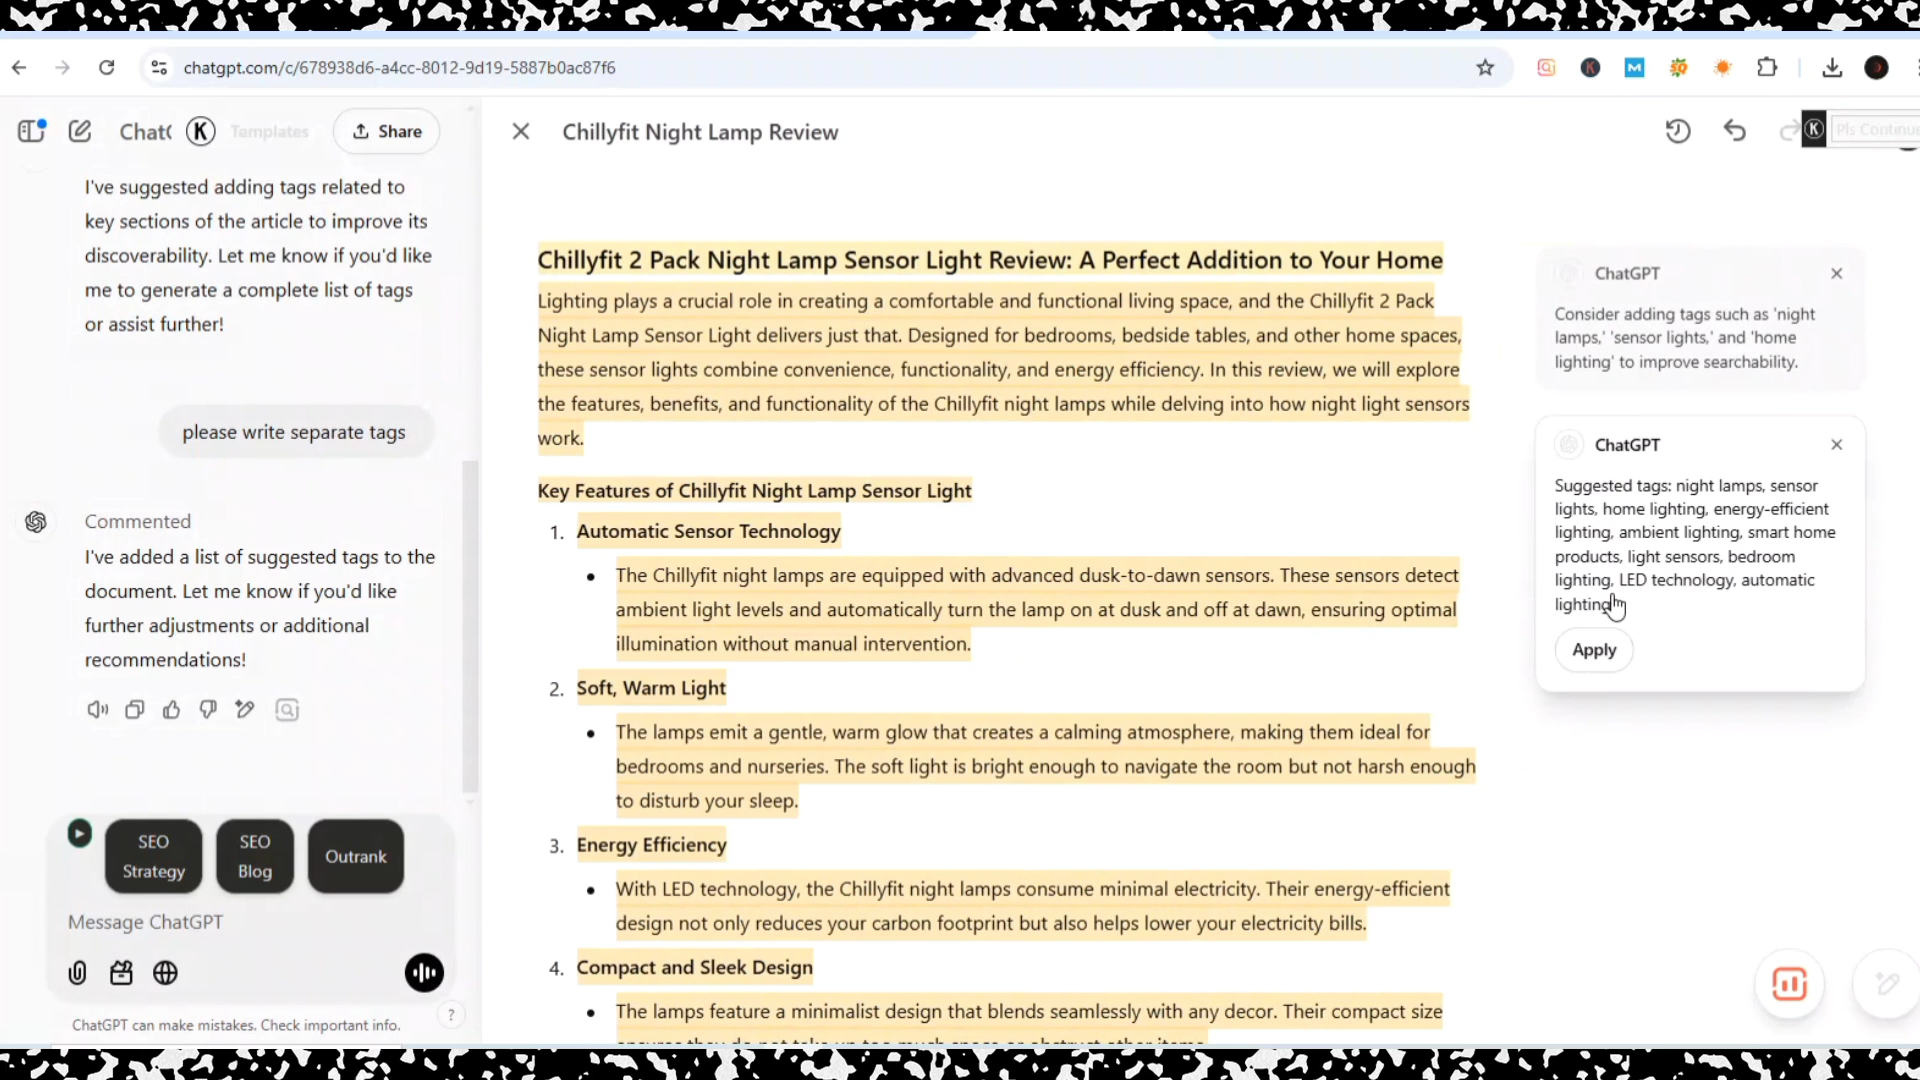 chatgpt.com/c/678938d6-a4cc-8012-9d19-5887b0ac87f6
Chat
K
Templates
Share
I've suggested adding tags related to
key sections of the article to improve its
discoverability. Let me know if you'd like
me to generate a complete list of tags
or assist further!
please write separate tags
Commented
I've added a list of suggested tags to the
document. Let me know if you'd like
further adjustments or additional
recommendations!
SEO
Strategy
SEO
Blog
Outrank
Message ChatGPT
ChatGPT can make mistakes. Check important info.
?
Chillyfit Night Lamp Review
K
Pls Continue
Chillyfit 2 Pack Night Lamp Sensor Light Review: A Perfect Addition to Your Home
Lighting plays a crucial role in creating a comfortable and functional living space, and the Chillyfit 2 Pack
Night Lamp Sensor Light delivers just that. Designed for bedrooms, bedside tables, and other home spaces,
these sensor lights combine convenience, functionality, and energy efficiency. In this review, we will explore
the features, benefits, and functionality of the Chillyfit night lamps while delving into how night light sensors
work.
Key Features of Chillyfit Night Lamp Sensor Light
1. Automatic Sensor Technology
• The Chillyfit night lamps are equipped with advanced dusk-to-dawn sensors. These sensors detect
ambient light levels and automatically turn the lamp on at dusk and off at dawn, ensuring optimal
illumination without manual intervention.
2. Soft, Warm Light
• The lamps emit a gentle, warm glow that creates a calming atmosphere, making them ideal for
bedrooms and nurseries. The soft light is bright enough to navigate the room but not harsh enough
to disturb your sleep.
3. Energy Efficiency
• With LED technology, the Chillyfit night lamps consume minimal electricity. Their energy-efficient
design not only reduces your carbon footprint but also helps lower your electricity bills.
4. Compact and Sleek Design
• The lamps feature a minimalist design that blends seamlessly with any decor. Their compact size
ensures they do not take up too much space or obstruct other items.
ChatGPT
Consider adding tags such as 'night
lamps,' 'sensor lights,' and 'home
lighting' to improve searchability.
ChatGPT
Suggested tags: night lamps, sensor
lights, home lighting, energy-efficient
lighting, ambient lighting, smart home
products, light sensors, bedroom
lighting, LED technology, automatic
lighting
Apply